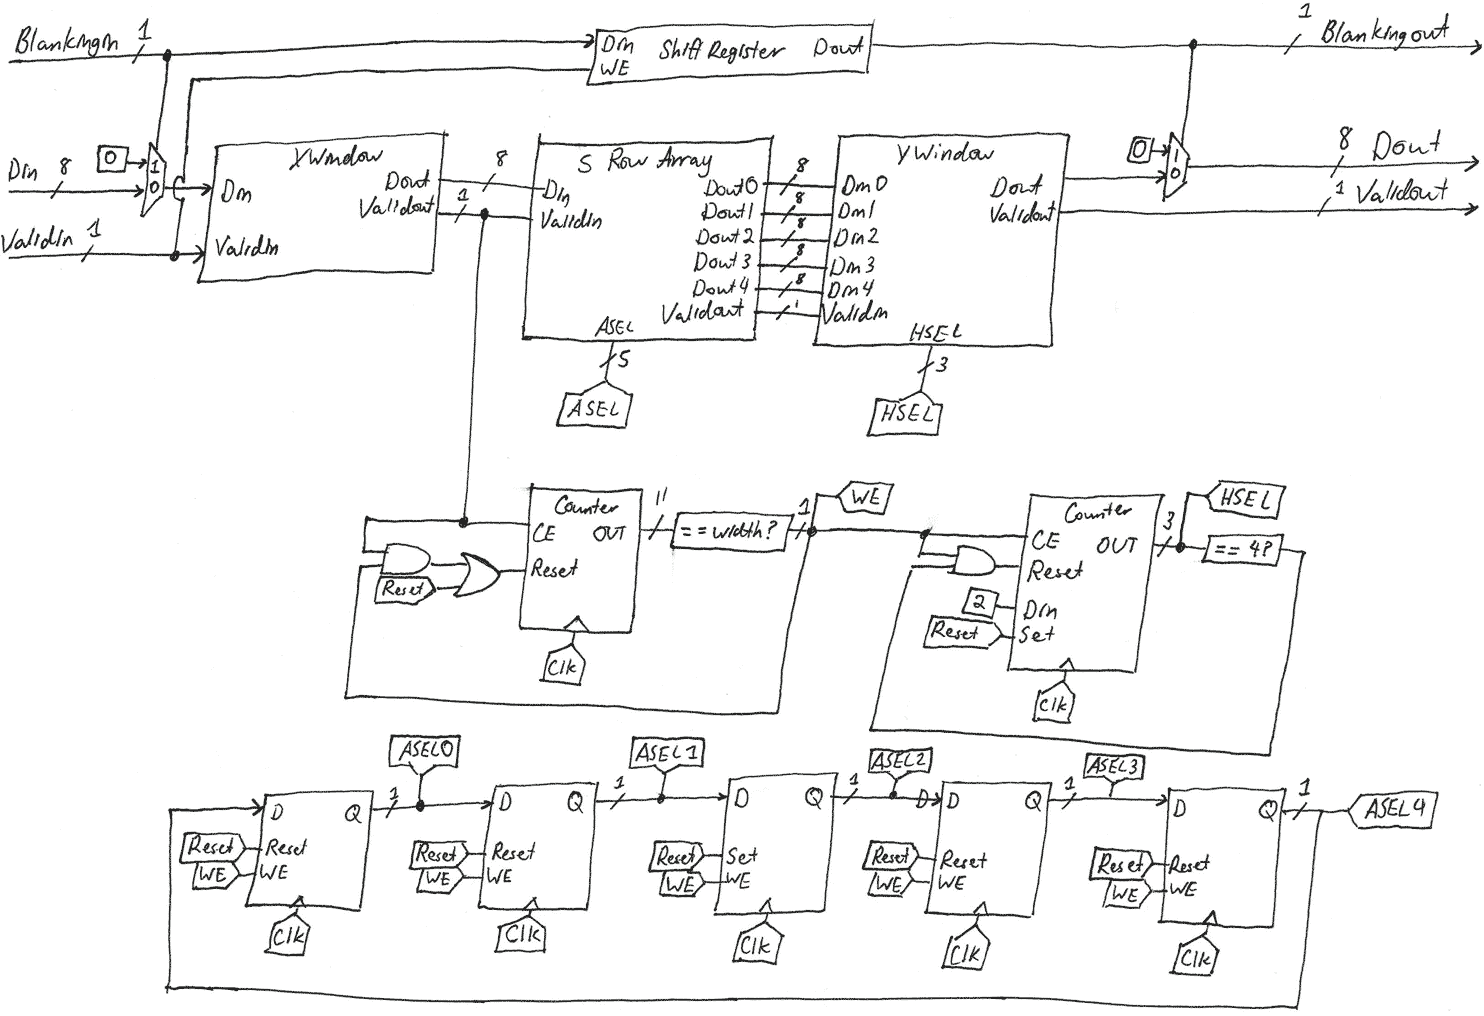 BlankingIn 1
Din Shift Register Dout
WE
1 Blankingout
0
1
0
Din 8
ValidIn 1
XWindow
Din
Dout
Validout
ValidIn
8
1
5 Row Array
Din
ValidIn
Dout0
Dout1
Dout2
Dout3
Dout4
Validout
ASEL
5
ASEL
8
8
8
8
8
1
YWindow
Din0
Din1
Din2
Din3
Din4
ValidIn
Dout
Validout
HSEL
3
HSEL
0
1
0
8 Dout
1 Validout
Counter
CE OUT
Reset
Reset
Clk
11
==width?
1
WE
Counter
CE OUT
Reset
2
Din
Reset
Set
Clk
3
HSEL
== 4?
ASEL0
ASEL1
ASEL2
ASEL3
D Q 1
Reset Reset
WE WE
Clk
D Q 1
Reset Reset
WE WE
Clk
D Q 1
Reset Set
WE WE
Clk
D D Q 1
Reset Reset
WE WE
Clk
D Q 1
Reset Reset
WE WE
Clk
ASEL4